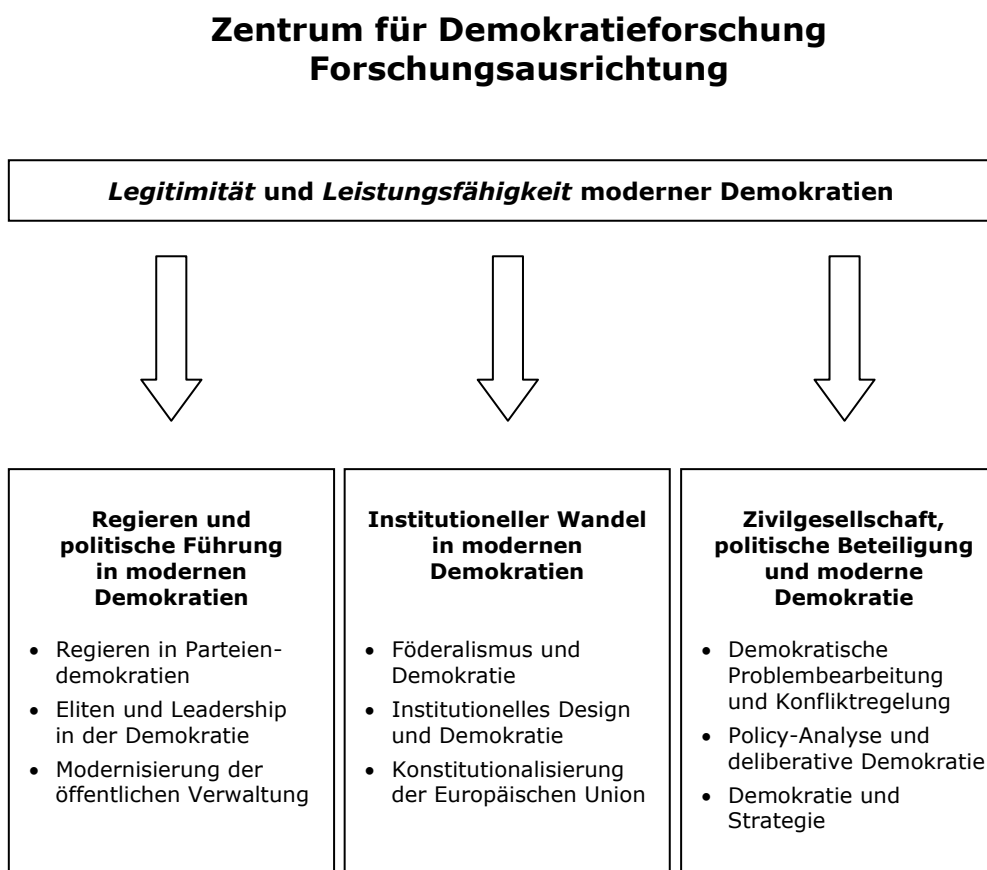 Zentrum für Demokratieforschung
Forschungsausrichtung
Legitimität und Leistungsfähigkeit moderner Demokratien
Regieren und
politische Führung
in modernen
Demokratien
• Regieren in Parteien-
demokratien
• Eliten und Leadership
in der Demokratie
• Modernisierung der
öffentlichen Verwaltung
Institutioneller Wandel
in modernen
Demokratien
• Föderalismus und
Demokratie
• Institutionelles Design
und Demokratie
• Konstitutionalisierung
der Europäischen Union
Zivilgesellschaft,
politische Beteiligung
und moderne
Demokratie
• Demokratische
Problembearbeitung
und Konfliktregelung
• Policy-Analyse und
deliberative Demokratie
• Demokratie und
Strategie